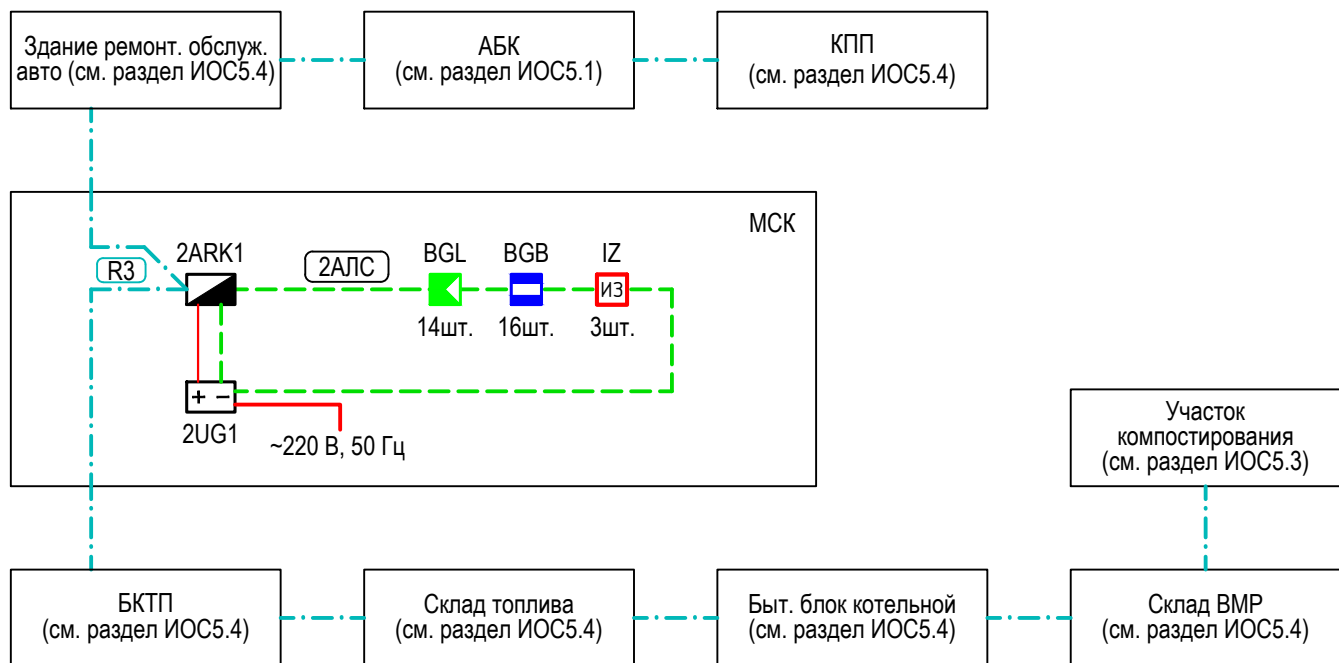 Здание ремонт. обслуж.
авто (см. раздел ИОС5.4)
АБК
(см. раздел ИОС5.1)
КПП
(см. раздел ИОС5.4)
МСК
2ARK1
R3
2АЛС
BGL
BGB
IZ
ИЗ
14шт.
16шт.
3шт.
+ −
2UG1
~220 В, 50 Гц
Участок
компостирования
(см. раздел ИОС5.3)
БКТП
(см. раздел ИОС5.4)
Склад топлива
(см. раздел ИОС5.4)
Быт. блок котельной
(см. раздел ИОС5.4)
Склад ВМР
(см. раздел ИОС5.4)